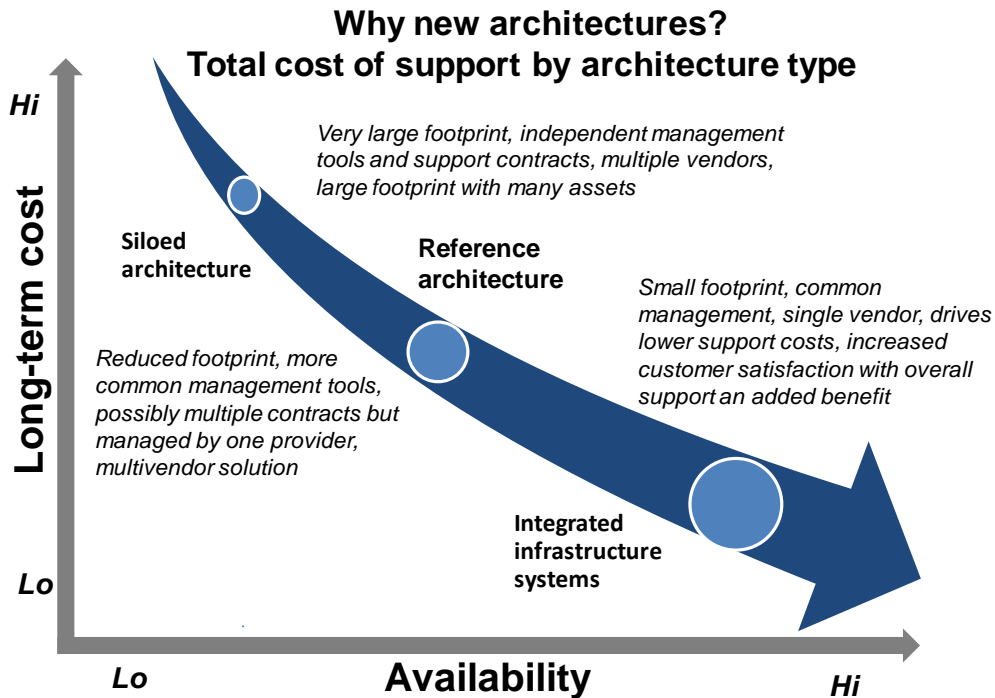 Why new architectures?
Total cost of support by architecture type
Hi
Very large footprint, independent management
tools and support contracts, multiple vendors,
large footprint with many assets
Siloed
architecture
Reference
architecture
Small footprint, common
management, single vendor, drives
lower support costs, increased
customer satisfaction with overall
support an added benefit
Reduced footprint, more
common management tools,
possibly multiple contracts but
managed by one provider,
multivendor solution
Integrated
infrastructure
systems
Long-term cost
Lo
Lo
Availability
Hi